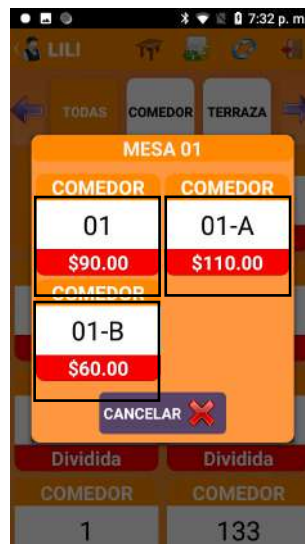 7:32 p. m
LILI
TODAS COMEDOR TERRAZA
MESA 01
COMEDOR COMEDOR
01 01-A
$90.00 $110.00
COMEDOR
01-B
$60.00
CANCELAR
Dividida Dividida
COMEDOR COMEDOR
1 133